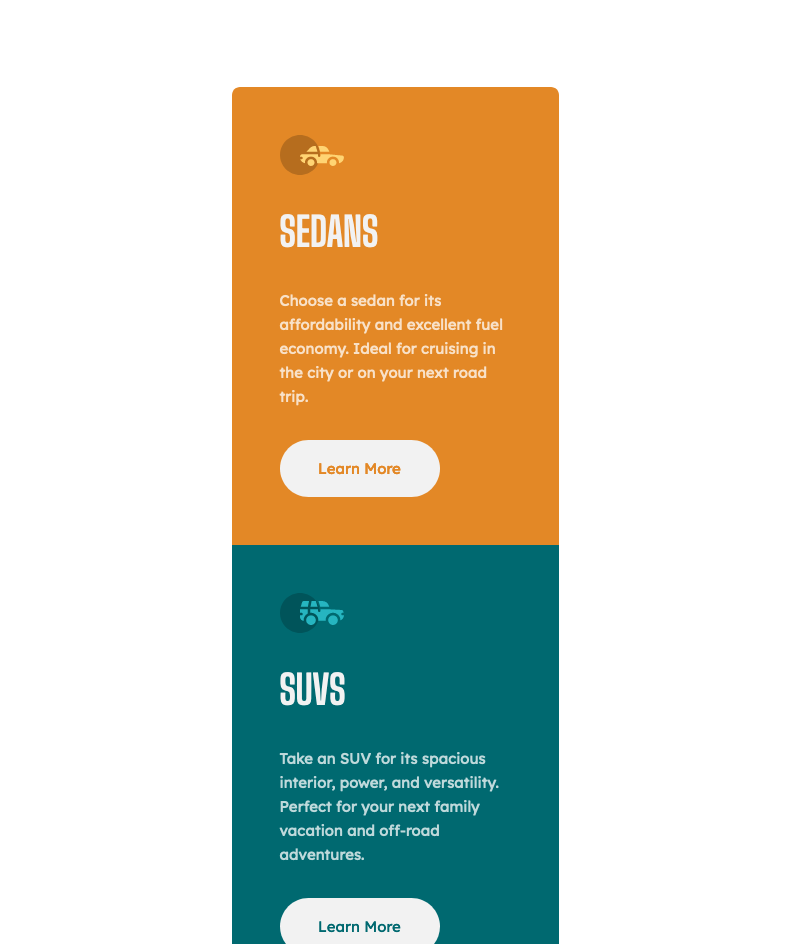 SEDANS
Choose a sedan for its
affordability and excellent fuel
economy. Ideal for cruising in
the city or on your next road
trip.
Learn More
SUVS
Take an SUV for its spacious
interior, power, and versatility.
Perfect for your next family
vacation and off-road
adventures.
Learn More